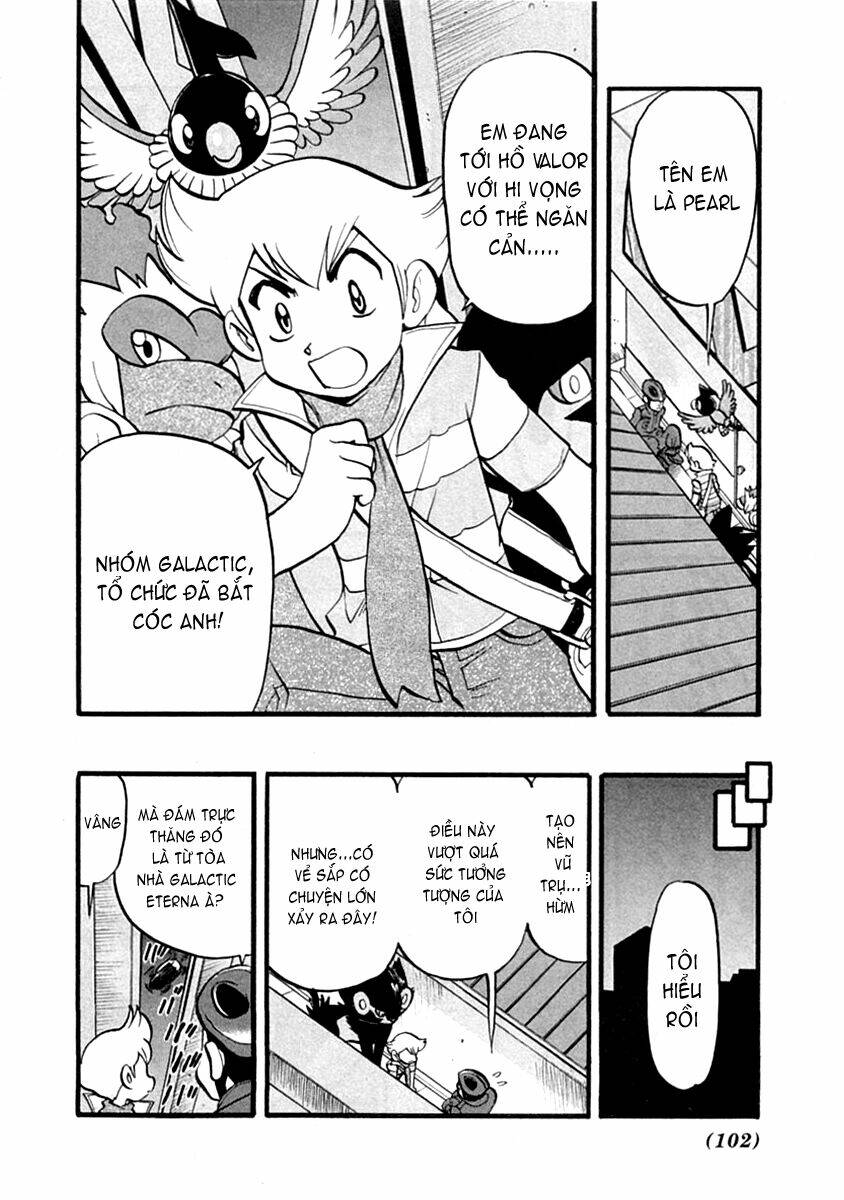 TÊN EM
LÀ PEARL
EM ĐANG
TỚI HỒ VALOR
VỚI HI VỌNG
CÓ THỂ NGĂN
CẢN.....
NHÓM GALACTIC,
TỔ CHỨC ĐÃ BẮT
CÓC ANH!
TÔI
HIỂU
RỒI
TẠO
NÊN
VŨ
TRỤ...
HỪM
ĐIỀU NÀY
VƯỢT QUÁ
SỨC TƯỞNG
TƯỢNG CỦA
TÔI
NHƯNG...CÓ
VẺ SẮP CÓ
CHUYỆN LỚN
XẢY RA ĐÂY!
MÀ ĐÁM TRỰC
THĂNG ĐÓ
LÀ TỪ TÒA
NHÀ GALACTIC
ETERNA À?
VÂNG
(102)